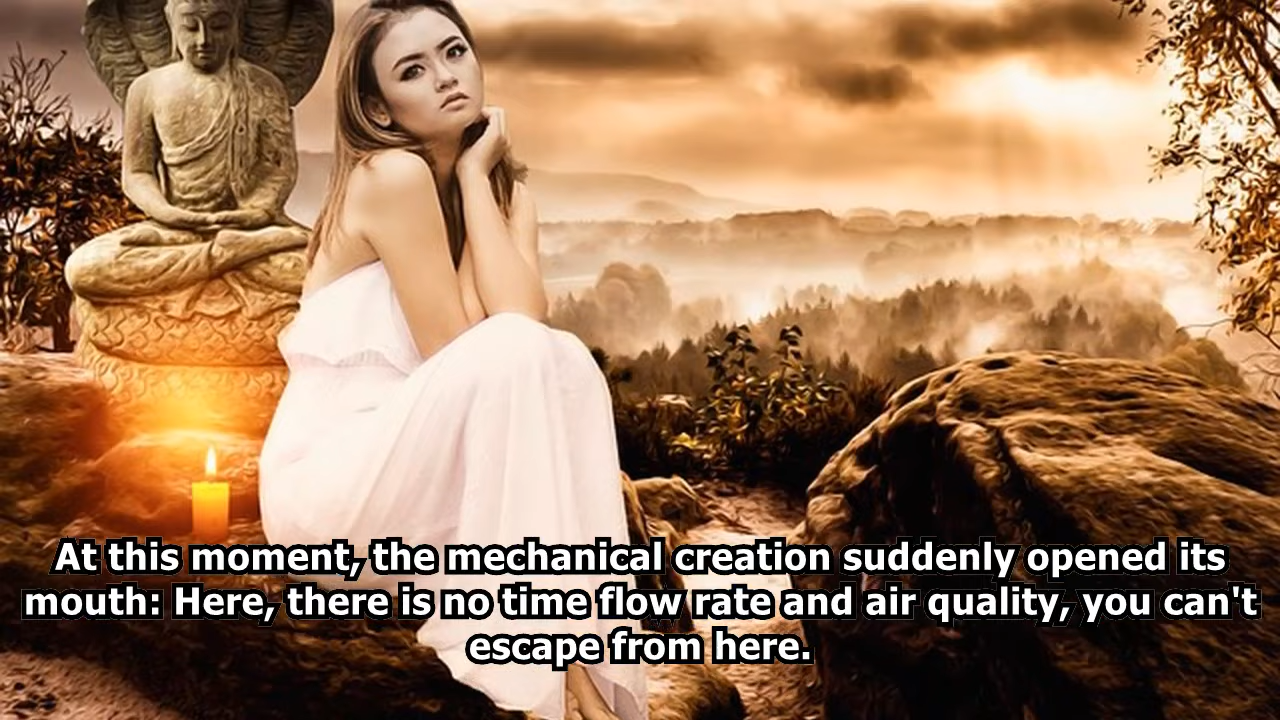 At this moment, the mechanical creation suddenly opened its
mouth: Here, there is no time flow rate and air quality, you can't
escape from here.